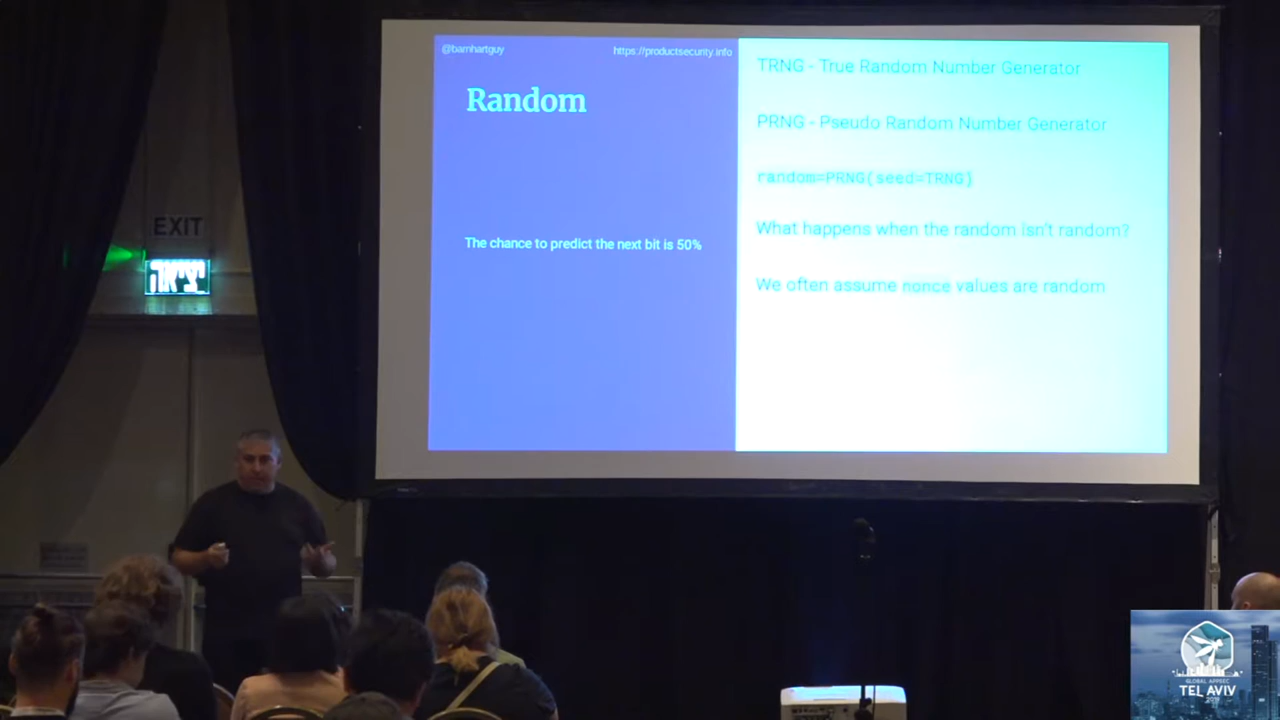 @barnhartguy
https://productsecurity.info
Random
The chance to predict the next bit is 50%
TRNG - True Random Number Generator
PRNG - Pseudo Random Number Generator
random=PRNG(seed=TRNG)
What happens when the random isn't random?
We often assume nonce values are random
EXIT
GLOBAL APPSEC
TEL AVIV